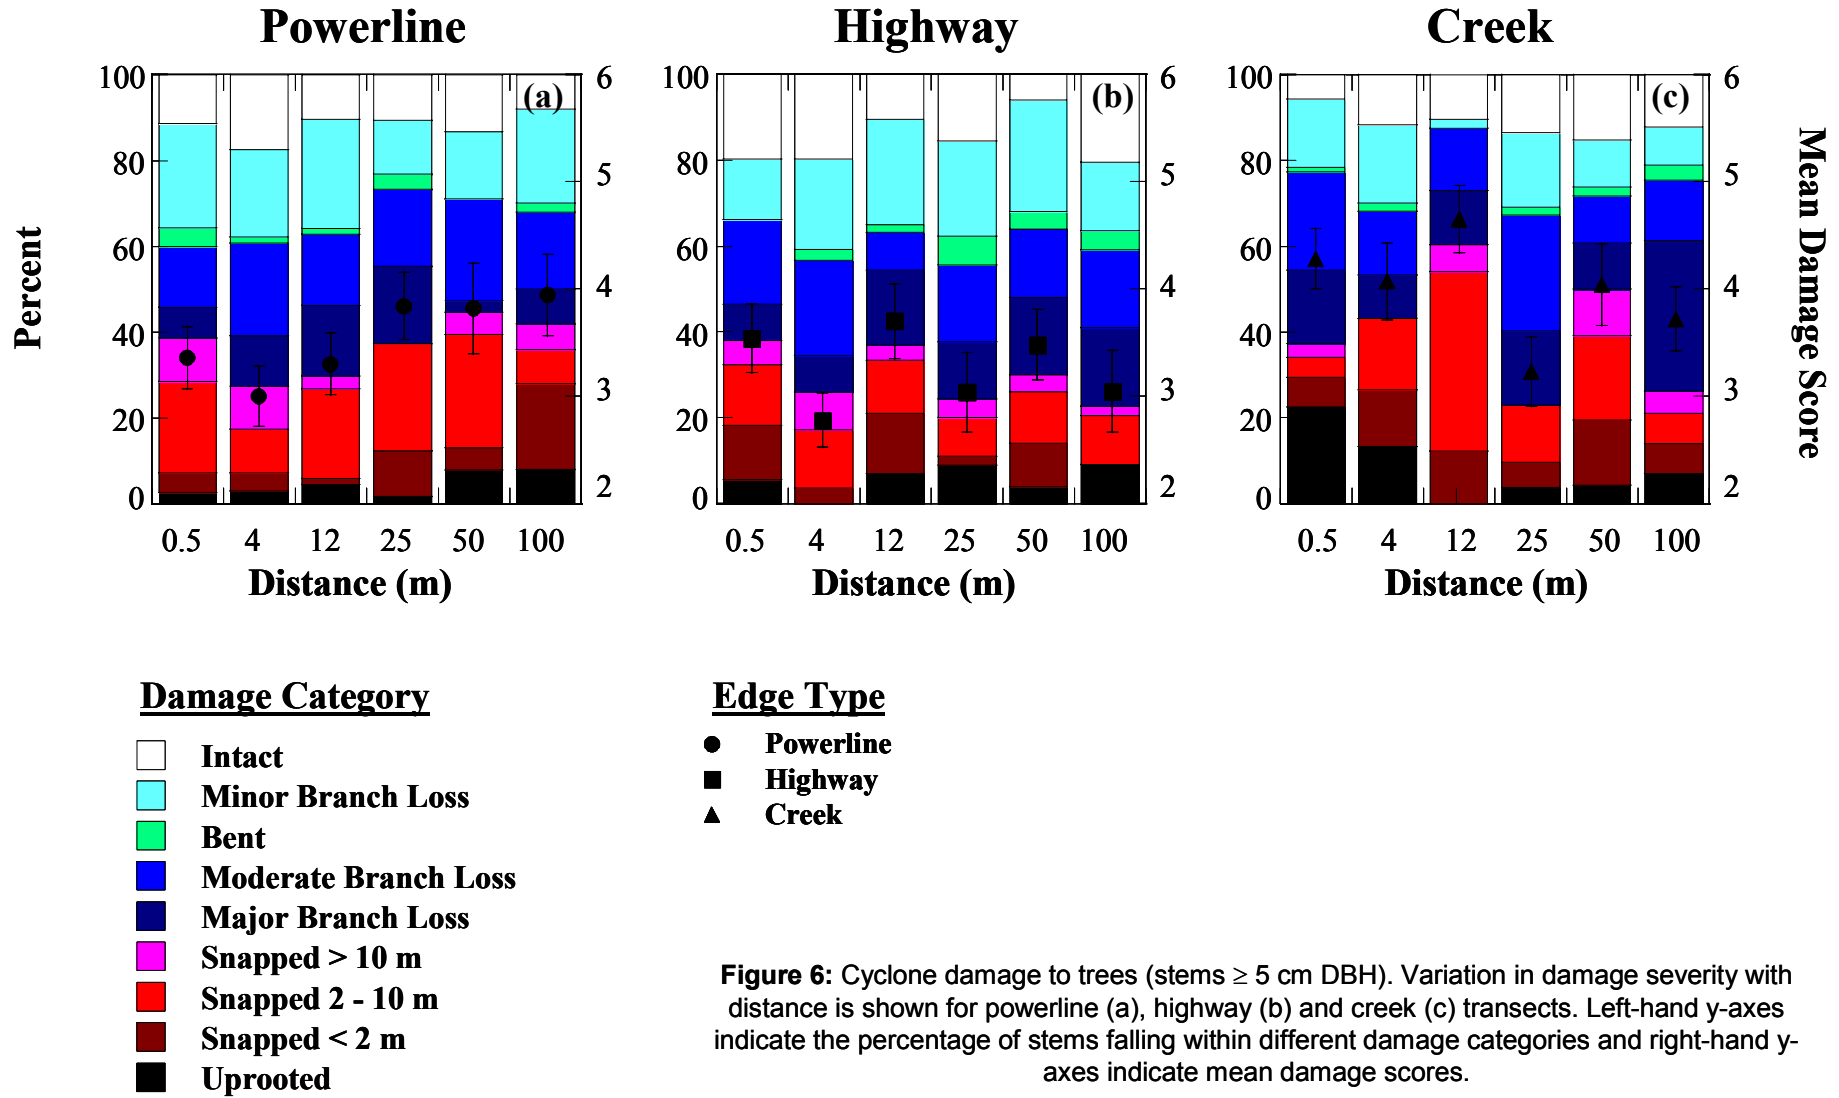 Powerline
Highway
Creek
100
80
60
40
20
0
6
5
4
3
2
(a)
0.5
4
12
25
50
100
Distance (m)
Percent
100
80
60
40
20
0
6
5
4
3
2
(b)
0.5
4
12
25
50
100
Distance (m)
100
80
60
40
20
0
6
5
4
3
2
(c)
0.5
4
12
25
50
100
Distance (m)
Mean Damage Score
Damage Category
Intact
Minor Branch Loss
Bent
Moderate Branch Loss
Major Branch Loss
Snapped > 10 m
Snapped 2 - 10 m
Snapped < 2 m
Uprooted
Edge Type
Powerline
Highway
Creek
Figure 6: Cyclone damage to trees (stems ≥ 5 cm DBH). Variation in damage severity with
distance is shown for powerline (a), highway (b) and creek (c) transects. Left-hand y-axes
indicate the percentage of stems falling within different damage categories and right-hand y-
axes indicate mean damage scores.